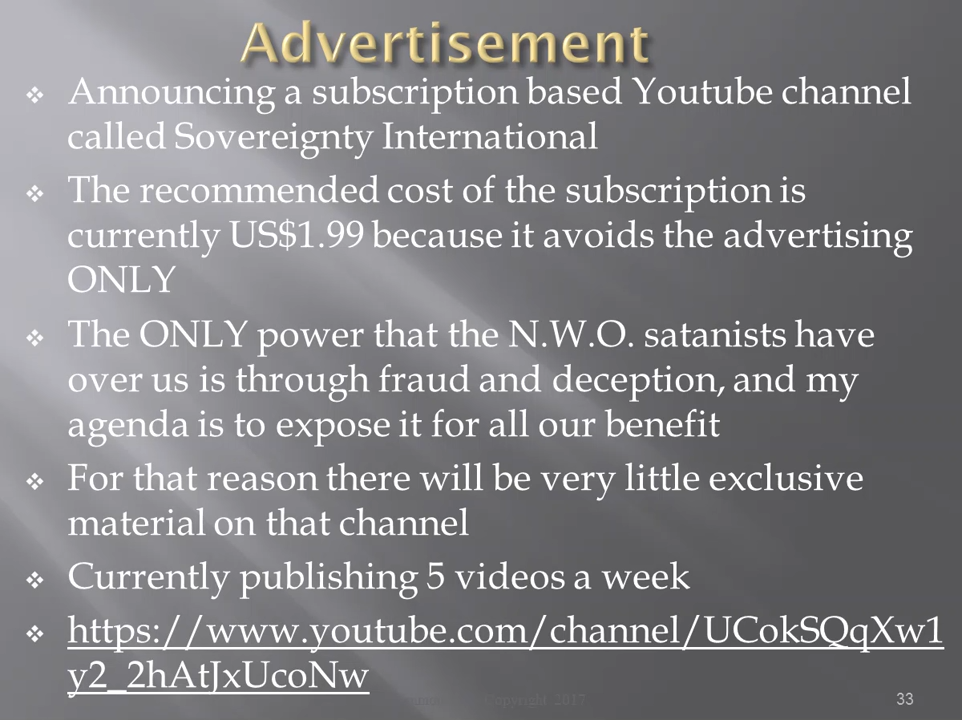 Advertisement
❖ Announcing a subscription based Youtube channel
called Sovereignty International
❖ The recommended cost of the subscription is
currently US$1.99 because it avoids the advertising
ONLY
❖ The ONLY power that the N.W.O. satanists have
over us is through fraud and deception, and my
agenda is to expose it for all our benefit
❖ For that reason there will be very little exclusive
material on that channel
❖ Currently publishing 5 videos a week
❖ https://www.youtube.com/channel/UCokSQqXw1
y2_2hAtJxUcoNw
Copyright 2017
33